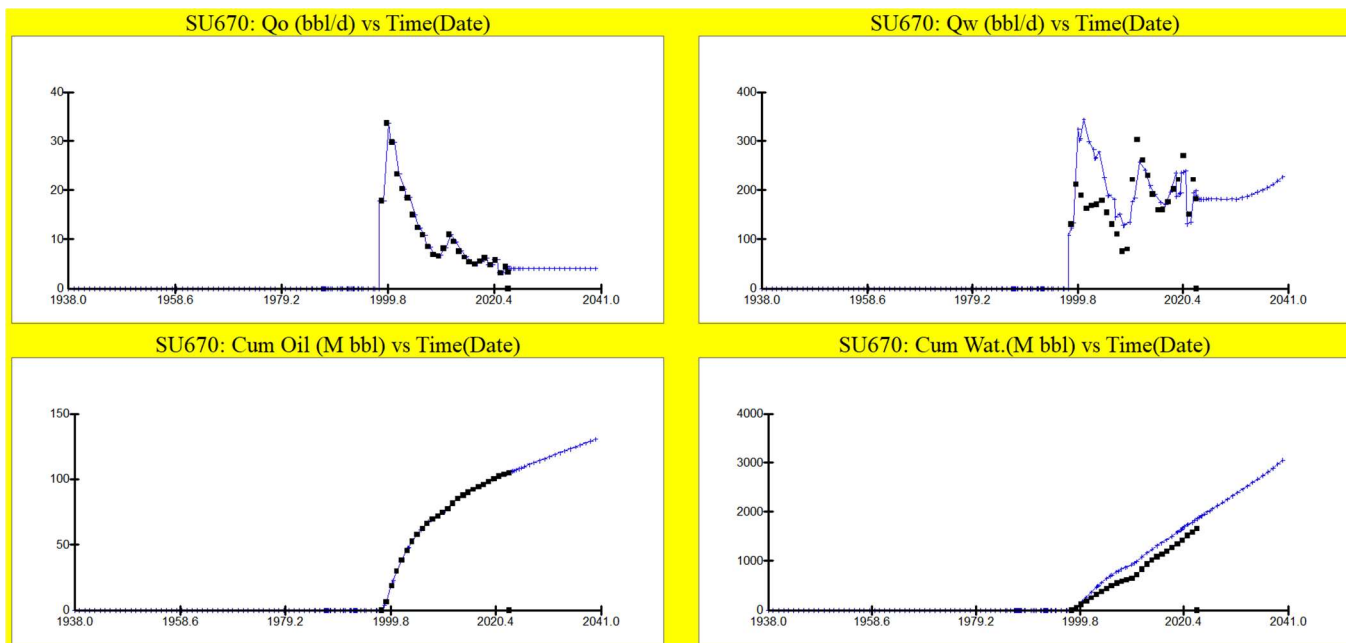 SU670: Qo (bbl/d) vs Time(Date)
40
30
20
10
0
1938.0 1958.6 1979.2 1999.8 2020.4 2041.0
SU670: Qw (bbl/d) vs Time(Date)
400
300
200
100
0
1938.0 1958.6 1979.2 1999.8 2020.4 2041.0
SU670: Cum Oil (M bbl) vs Time(Date)
150
100
50
0
1938.0 1958.6 1979.2 1999.8 2020.4 2041.0
SU670: Cum Wat.(M bbl) vs Time(Date)
4000
3000
2000
1000
0
1938.0 1958.6 1979.2 1999.8 2020.4 2041.0